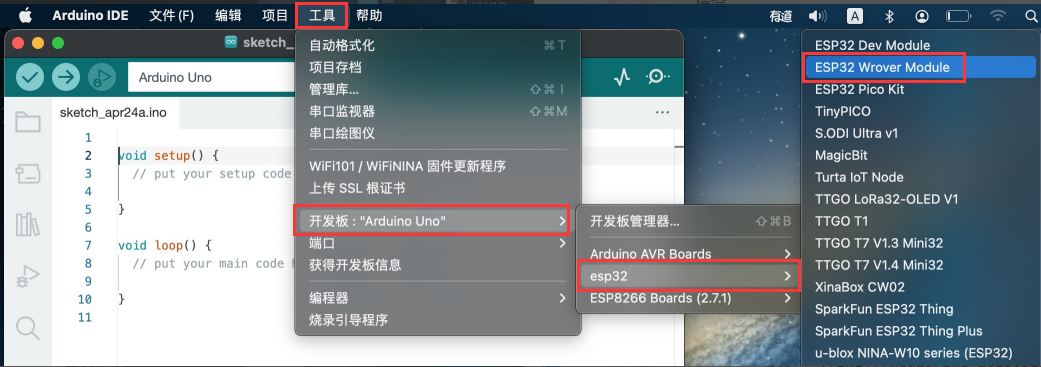 Arduino IDE 文件(F) 编辑 项目 工具 帮助 有道 A
sketch_
Arduino Uno
sketch_apr24a.ino
1
2 void setup() {
3 // put your setup code
4
5 }
6
7 void loop() {
8 // put your main code
9
10 }
11
自动格式化 ⌘ T
项目存档
管理库... ⇧ ⌘ I
串口监视器 ⇧ ⌘ M
串口绘图仪
WiFi101 / WiFiNINA 固件更新程序
上传 SSL 根证书
开发板 : "Arduino Uno"
端口
获得开发板信息
编程器
烧录引导程序
开发板管理器... ⇧ ⌘ B
Arduino AVR Boards
esp32
ESP8266 Boards (2.7.1)
ESP32 Dev Module
ESP32 Wrover Module
ESP32 Pico Kit
TinyPICO
S.ODI Ultra v1
MagicBit
Turta IoT Node
TTGO LoRa32-OLED V1
TTGO T1
TTGO T7 V1.3 Mini32
TTGO T7 V1.4 Mini32
XinaBox CW02
SparkFun ESP32 Thing
SparkFun ESP32 Thing Plus
u-blox NINA-W10 series (ESP32)